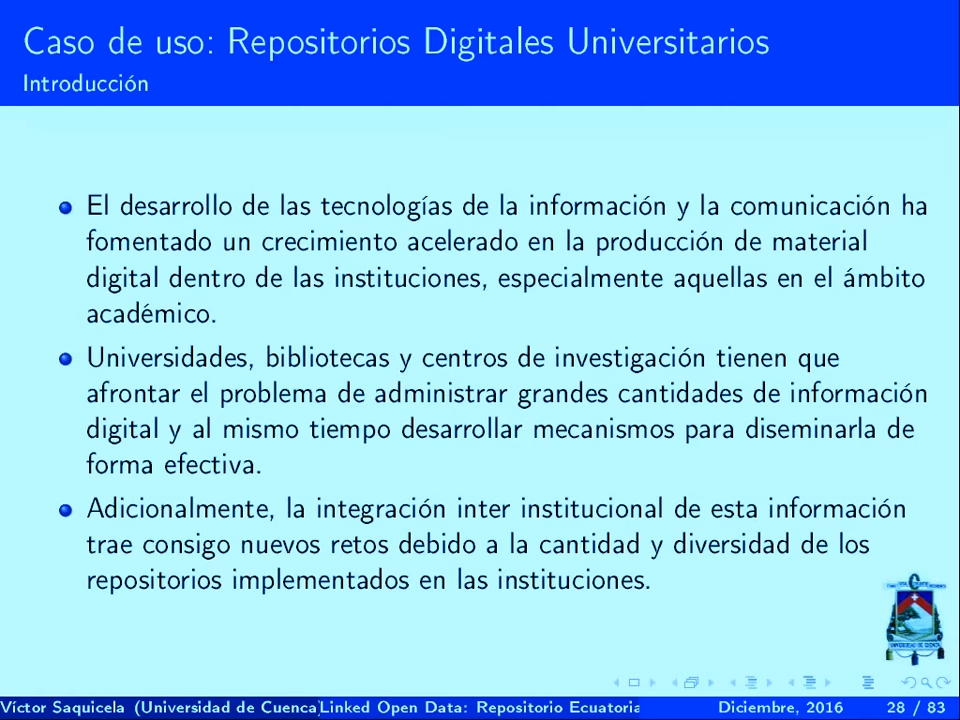 Caso de uso: Repositorios Digitales Universitarios
Introducción
El desarrollo de las tecnologías de la información y la comunicación ha
fomentado un crecimiento acelerado en la producción de material
digital dentro de las instituciones, especialmente aquellas en el ámbito
académico.
Universidades, bibliotecas y centros de investigación tienen que
afrontar el problema de administrar grandes cantidades de información
digital y al mismo tiempo desarrollar mecanismos para diseminarla de
forma efectiva.
Adicionalmente, la integración inter institucional de esta información
trae consigo nuevos retos debido a la cantidad y diversidad de los
repositorios implementados en las instituciones.
UNIVERSIDAD DE CUENCA
Víctor Saquicela (Universidad de Cuenca) Linked Open Data: Repositorio Ecuatoria Diciembre, 2016 28 / 83